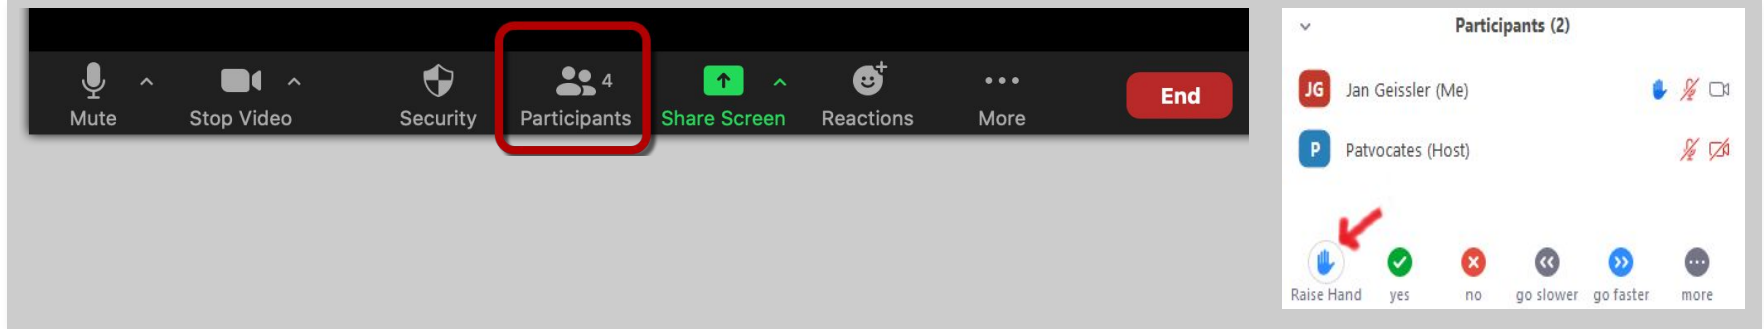 4
Mute Stop Video Security Participants Share Screen Reactions More End
Participants (2)
JG Jan Geissler (Me)
P Patvocates (Host)
Raise Hand yes no go slower go faster more